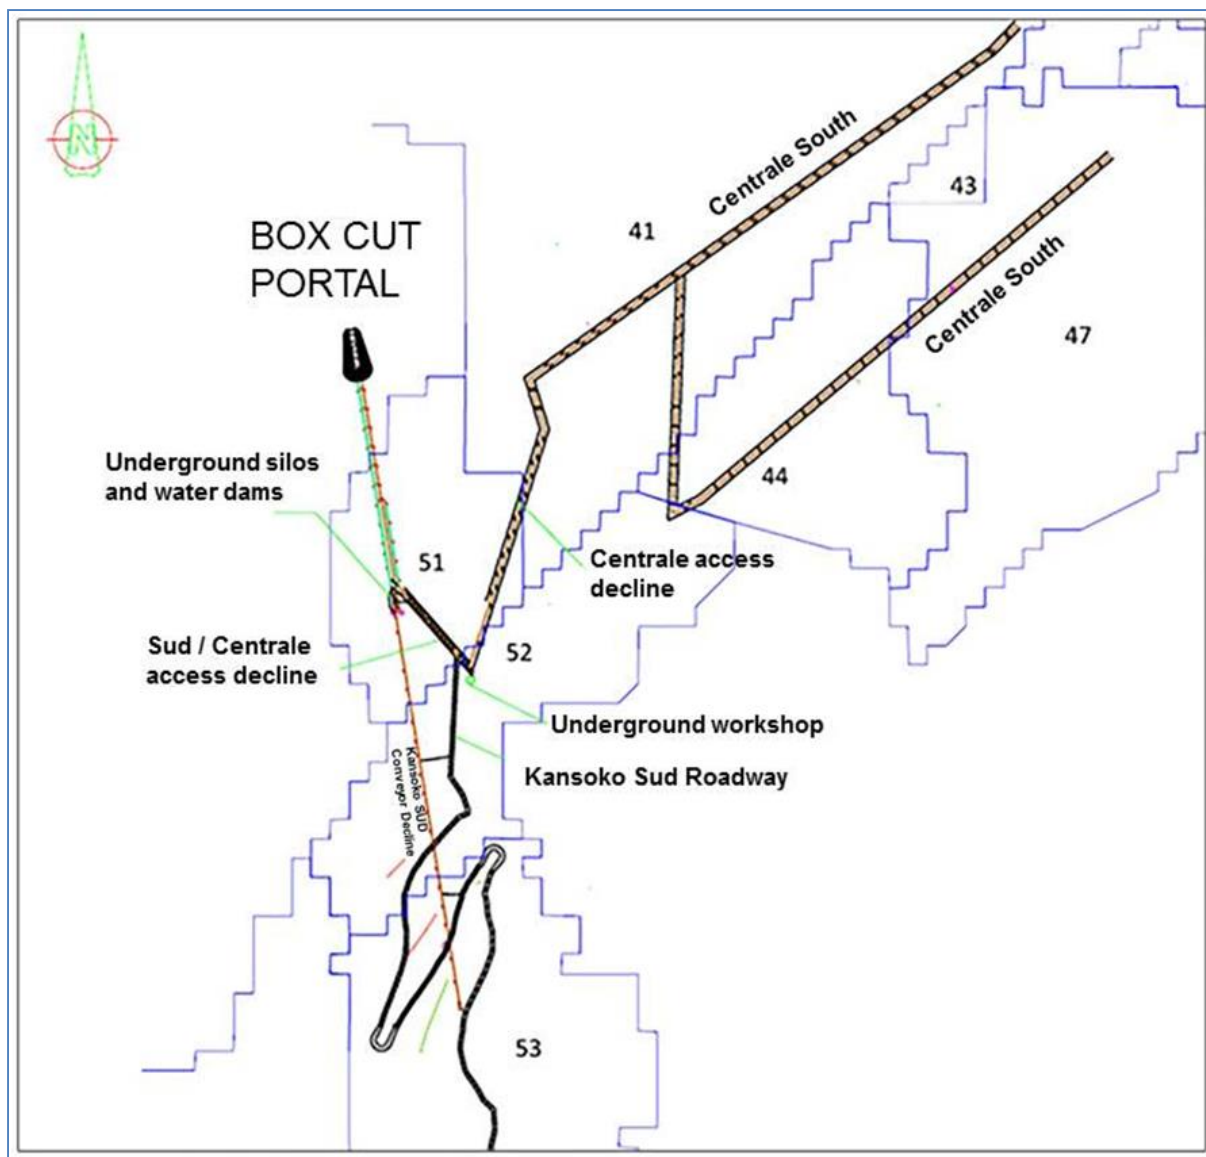 N
BOX CUT
PORTAL
Centrale South
41
43
Centrale South
47
Underground silos
and water dams
44
51
Centrale access
decline
Sud / Centrale
access decline
52
Underground workshop
Kansoko Sud Roadway
Kansoko SUD
Conveyor Decline
53